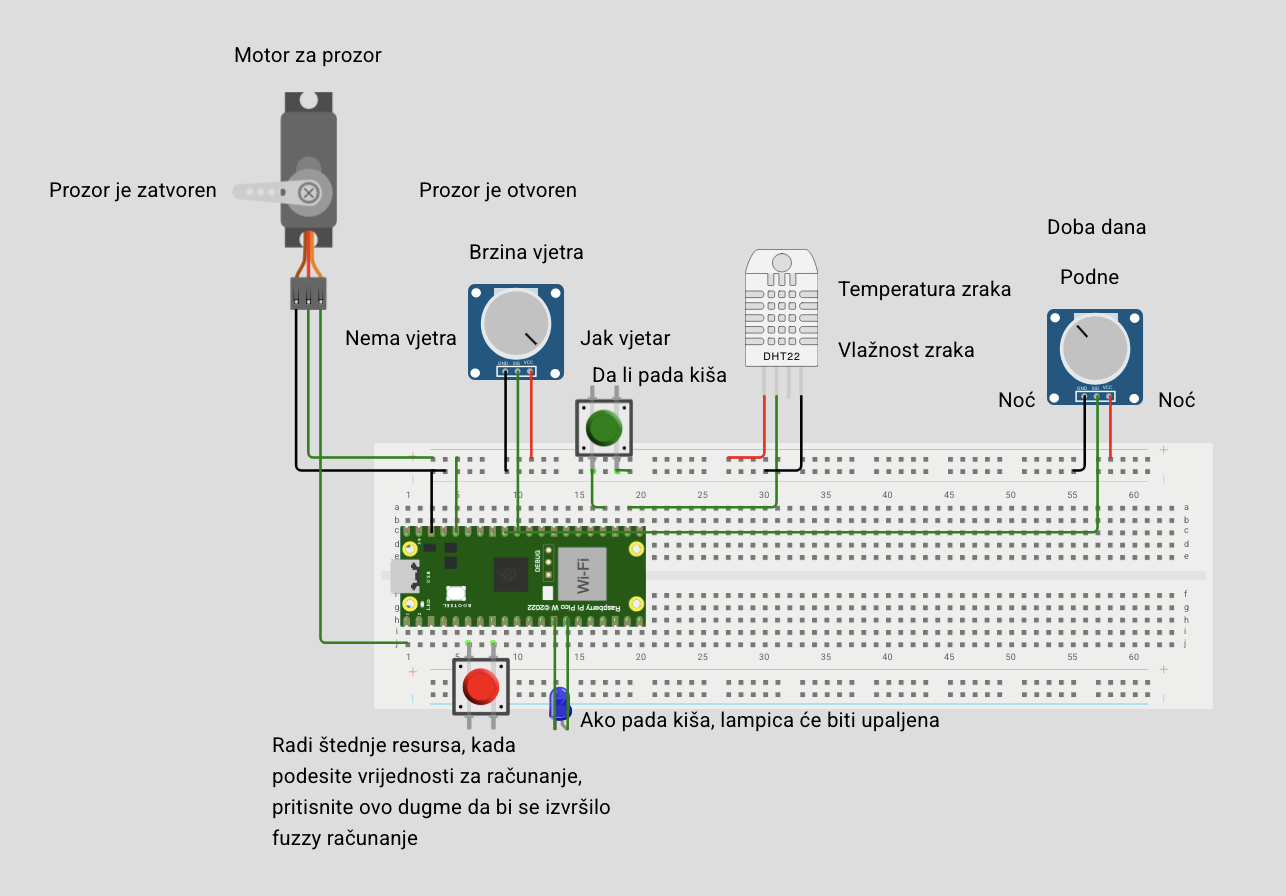 Motor za prozor
Prozor je zatvoren
Prozor je otvoren
Doba dana
Brzina vjetra
Podne
Temperatura zraka
Nema vjetra
Jak vjetar
Vlažnost zraka
DHT22
GND SIG VCC
Da li pada kiša
GND SIG VCC
Noć
Noć
1 5 10 15 20 25 30 35 40 45 50 55 60
a a
b b
c c
d d
e e
DEBUG
Wi-Fi
USB
LED
BOOTSEL
Raspberry Pi Pico W ©2022
f f
g g
h h
i i
j j
1 5 10 15 20 25 30 35 40 45 50 55 60
Ako pada kiša, lampica će biti upaljena
Radi štednje resursa, kada
podesite vrijednosti za računanje,
pritisnite ovo dugme da bi se izvršilo
fuzzy računanje